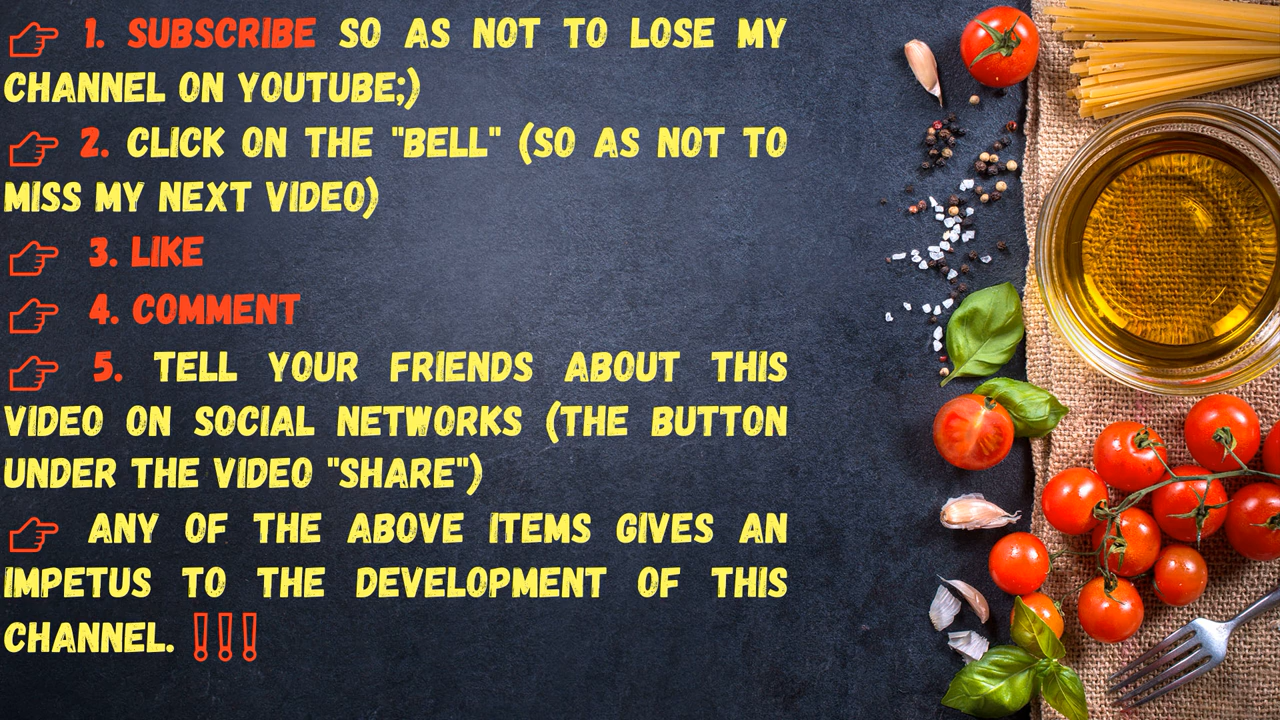 👉 1. SUBSCRIBE SO AS NOT TO LOSE MY
CHANNEL ON YOUTUBE;)
👉 2. CLICK ON THE "BELL" (SO AS NOT TO
MISS MY NEXT VIDEO)
👉 3. LIKE
👉 4. COMMENT
👉 5. TELL YOUR FRIENDS ABOUT THIS
VIDEO ON SOCIAL NETWORKS (THE BUTTON
UNDER THE VIDEO "SHARE")
👉 ANY OF THE ABOVE ITEMS GIVES AN
IMPETUS TO THE DEVELOPMENT OF THIS
CHANNEL. ❗❗❗